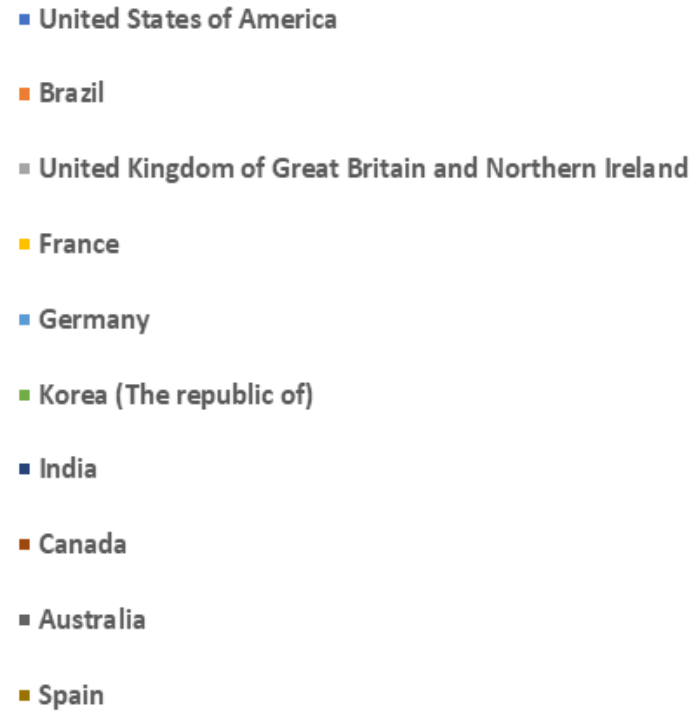 United States of America
Brazil
United Kingdom of Great Britain and Northern Ireland
France
Germany
Korea (The republic of)
India
Canada
Australia
Spain